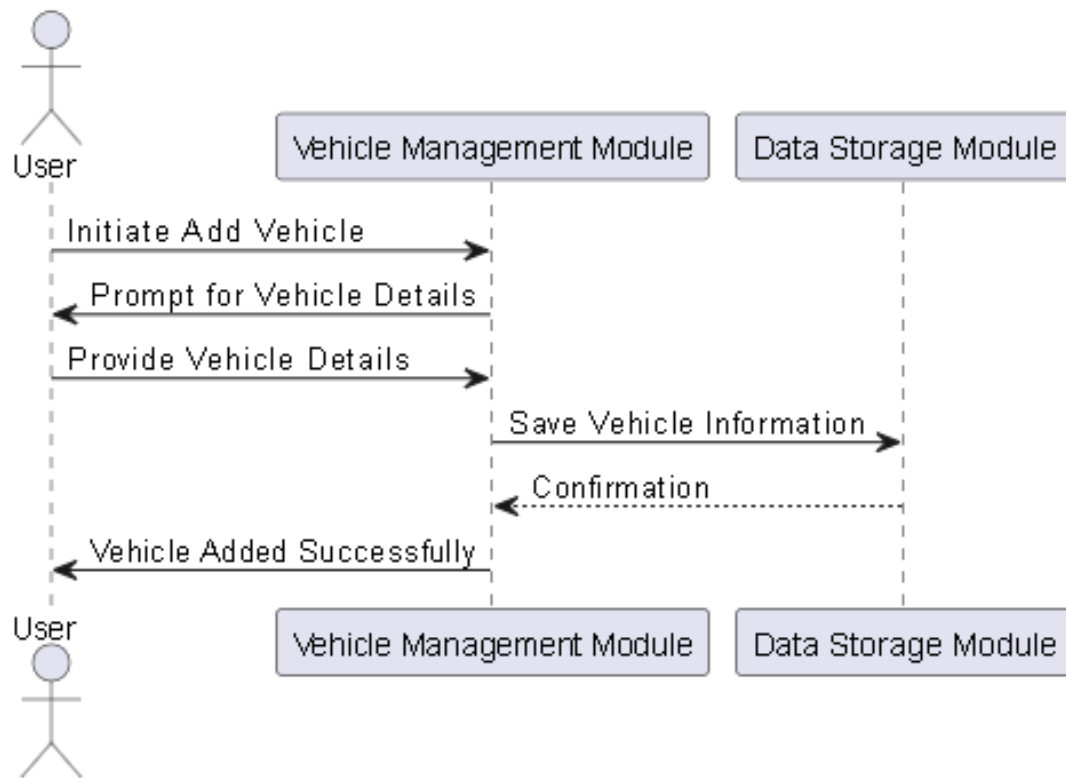 User
Vehicle Management Module
Data Storage Module
Initiate Add Vehicle
Prompt for Vehicle Details
Provide Vehicle Details
Save Vehicle Information
Confirmation
Vehicle Added Successfully
User
Vehicle Management Module
Data Storage Module